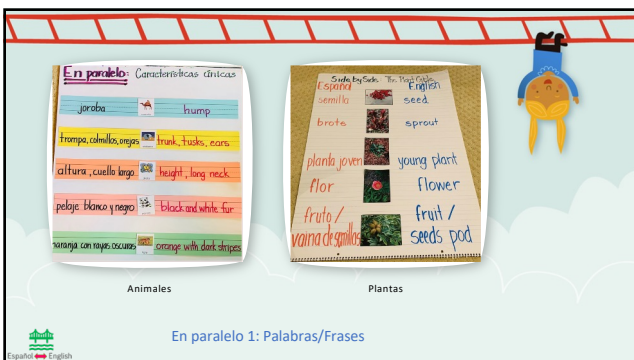 En paralelo: Características únicas
joroba hump
trompa, colmillos, orejas trunk, tusks, ears
altura, cuello largo height, long neck
pelaje blanco y negro black and white fur
naranja con rayas oscuras orange with dark stripes
Side by Side: The Plant Cycle
Español English
semilla seed
brote sprout
planta joven young plant
flor flower
fruto / fruit /
vaina de semillas seeds pod
Animales Plantas
En paralelo 1: Palabras/Frases
Español English